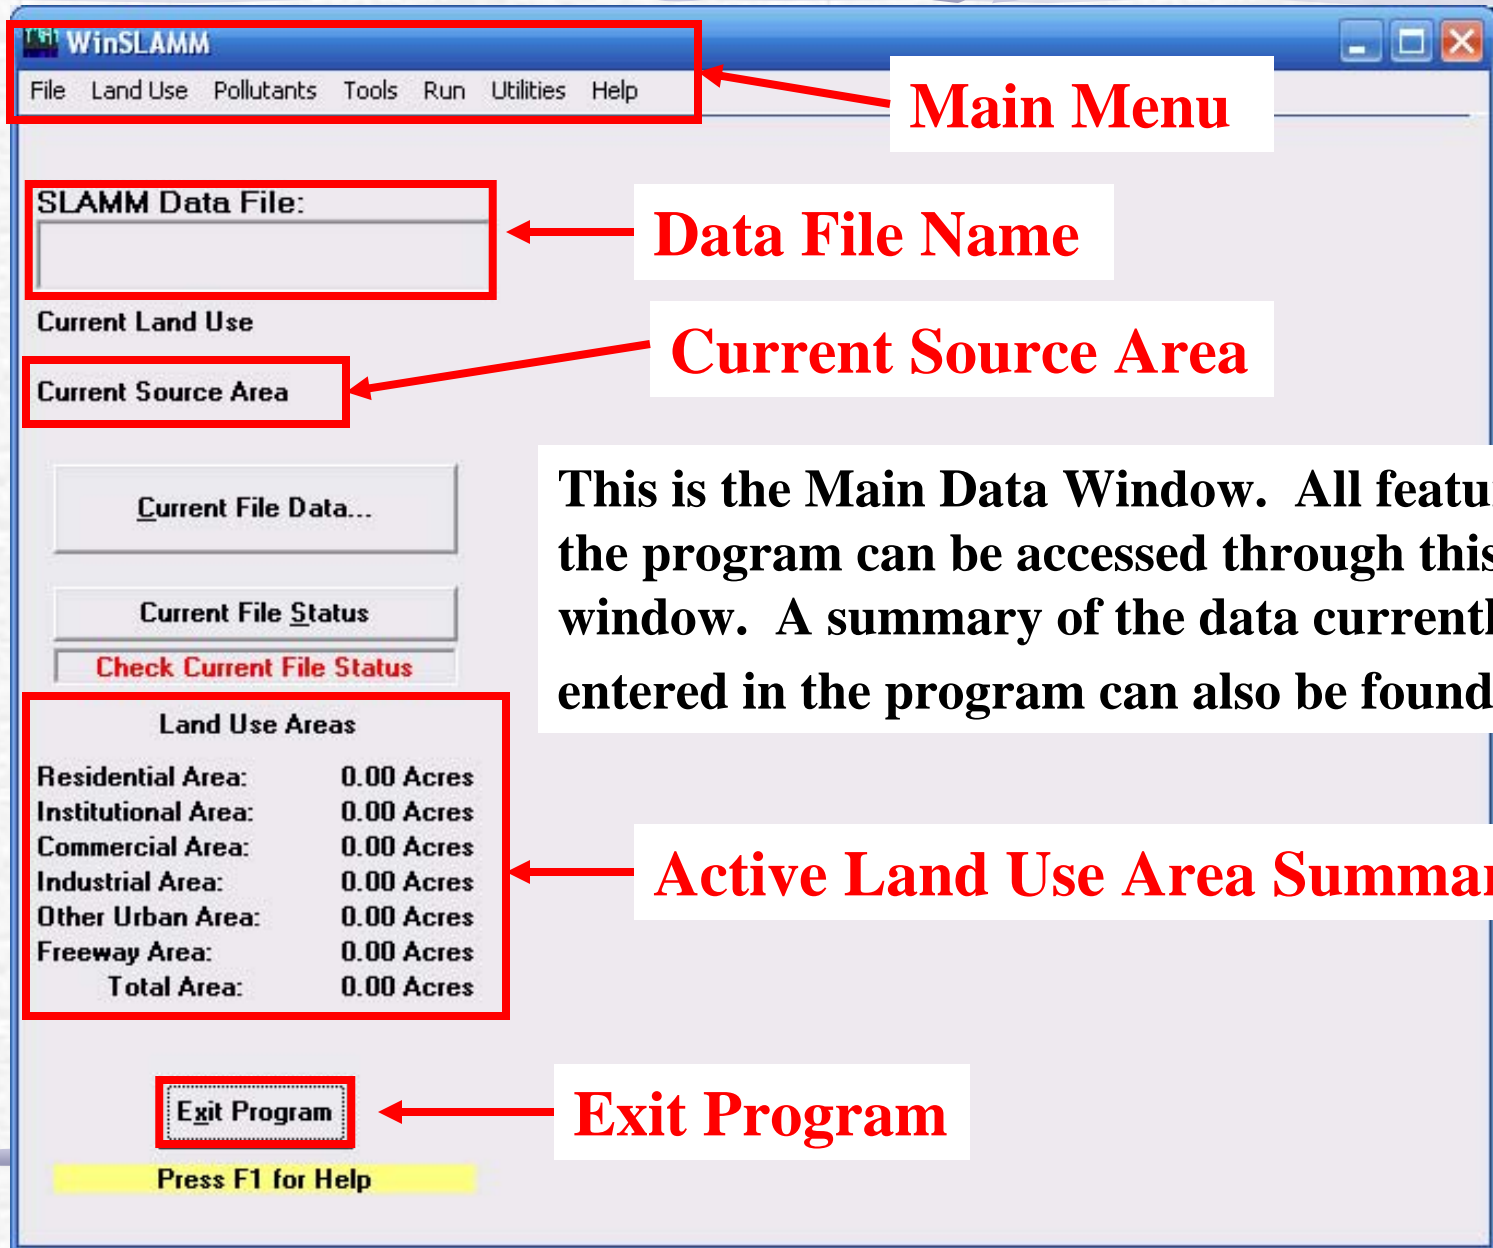 WinSLAMM
File Land Use Pollutants Tools Run Utilities Help
Main Menu
SLAMM Data File:
Data File Name
Current Land Use
Current Source Area
Current Source Area
Current File Data...
This is the Main Data Window. All
the program can be accessed through this
window. A summary of the data
entered in the program can also be found
Current File Status
Check Current File Status
Land Use Areas
Residential Area: 0.00 Acres
Institutional Area: 0.00 Acres
Commercial Area: 0.00 Acres
Industrial Area: 0.00 Acres
Other Urban Area: 0.00 Acres
Freeway Area: 0.00 Acres
Total Area: 0.00 Acres
Active Land Use Area
Exit Program
Exit Program
Press F1 for Help